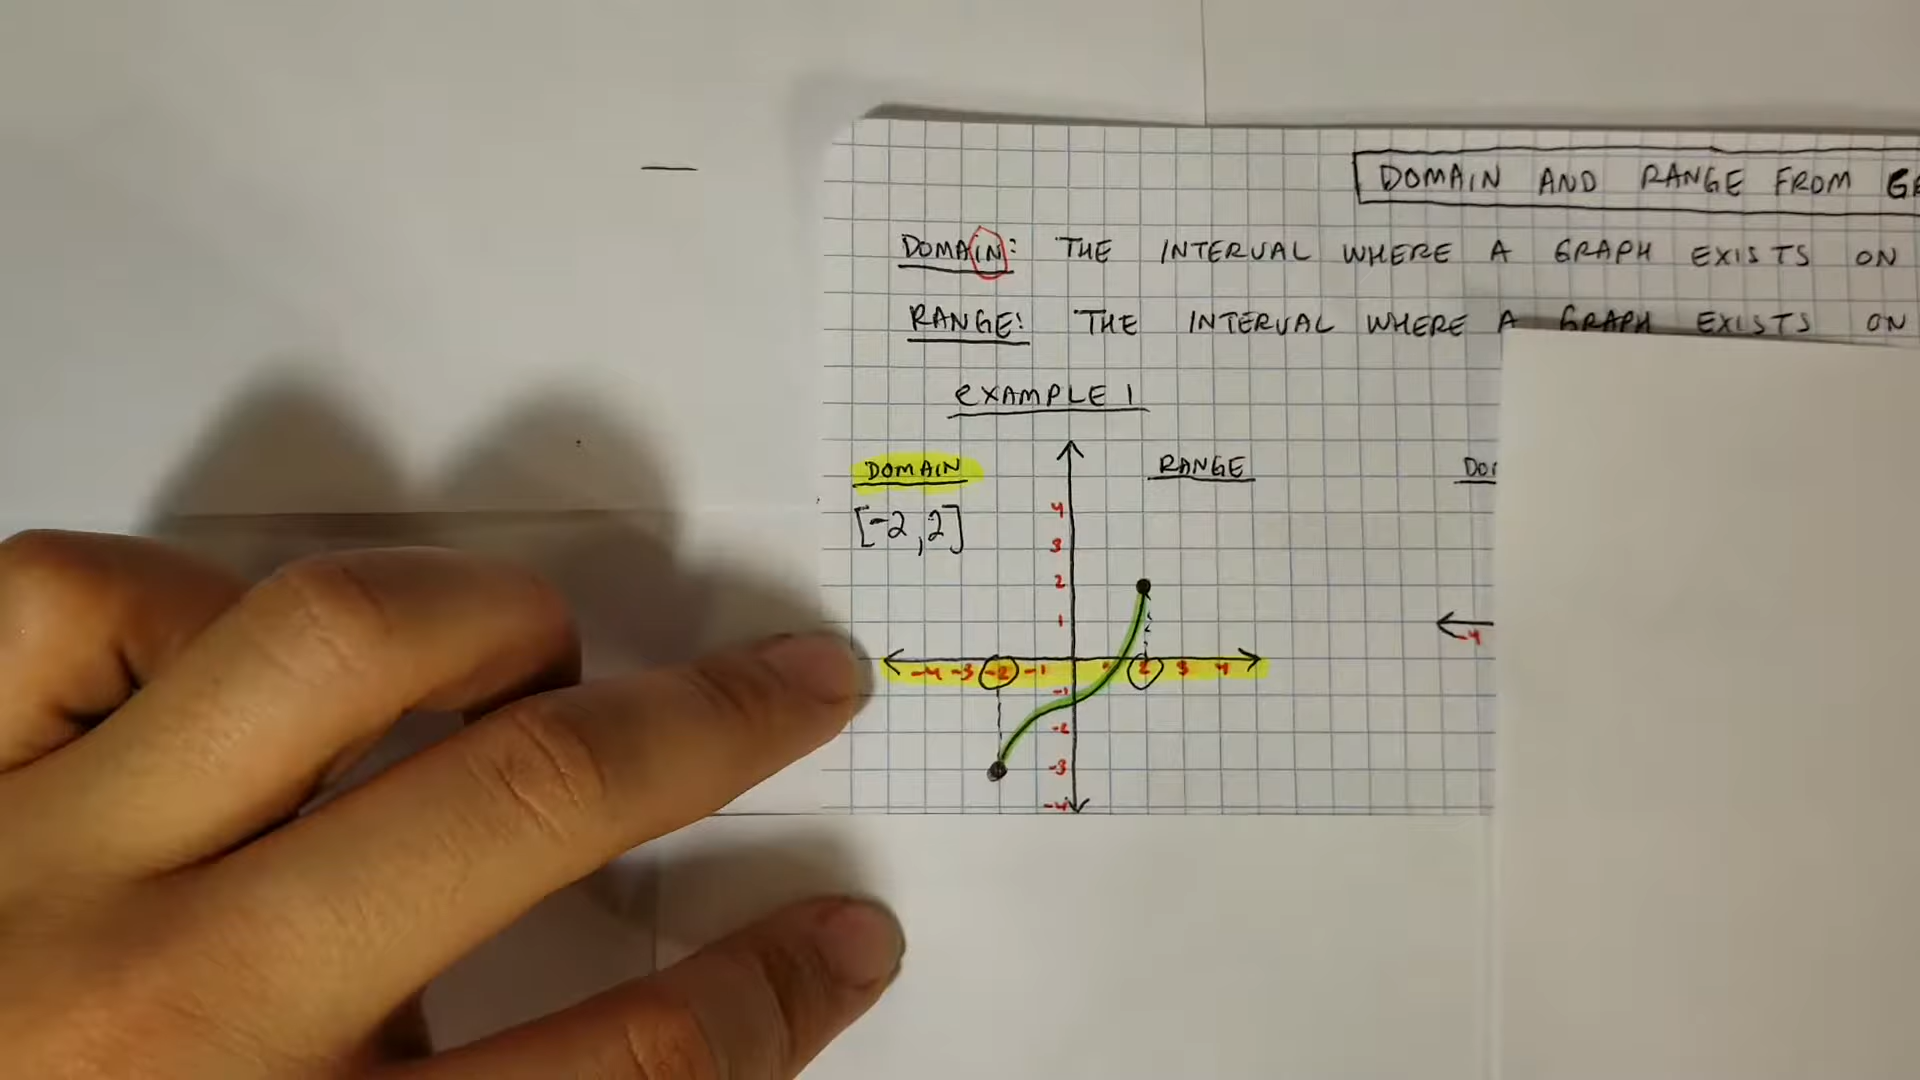 DOMAIN AND RANGE FROM
DOMAIN: THE INTERVAL WHERE A GRAPH EXISTS ON
RANGE: THE INTERVAL WHERE A GRAPH EXISTS ON
EXAMPLE 1
DOMAIN
RANGE
[-2,2]
4
3
2
1
-4 -3 -2 -1 2 3 4
-1
-2
-3
-4
-4